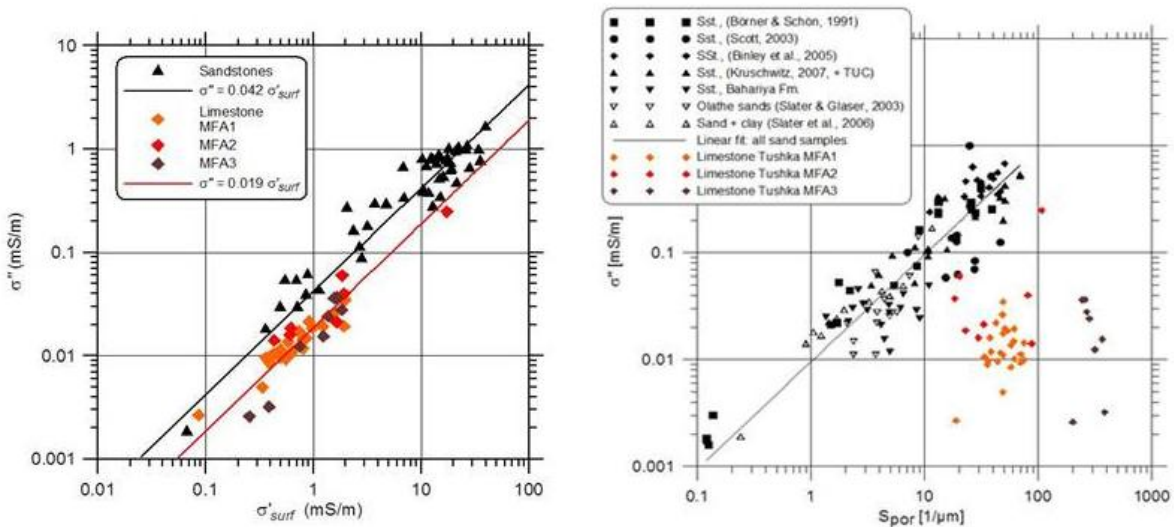 10
1
0.1
0.01
0.001
σ" (mS/m)
Sandstones
σ" = 0.042 σ'surf
Limestone
MFA1
MFA2
MFA3
σ" = 0.019 σ'surf
0.01 0.1 1 10 100
σ'surf (mS/m)
Sst., (Börner & Schön, 1991)
Sst., (Scott, 2003)
SSt., (Binley et al., 2005)
Sst., (Kruschwitz, 2007, + TUC)
Sst., Bahariya Fm.
Olathe sands (Slater & Glaser, 2003)
Sand + clay (Slater et al., 2006)
Linear fit: all sand samples
Limestone Tushka MFA1
Limestone Tushka MFA2
Limestone Tushka MFA3
σ" [mS/m]
0.1
0.01
0.001
0.1 1 10 100 1000
Spor [1/µm]